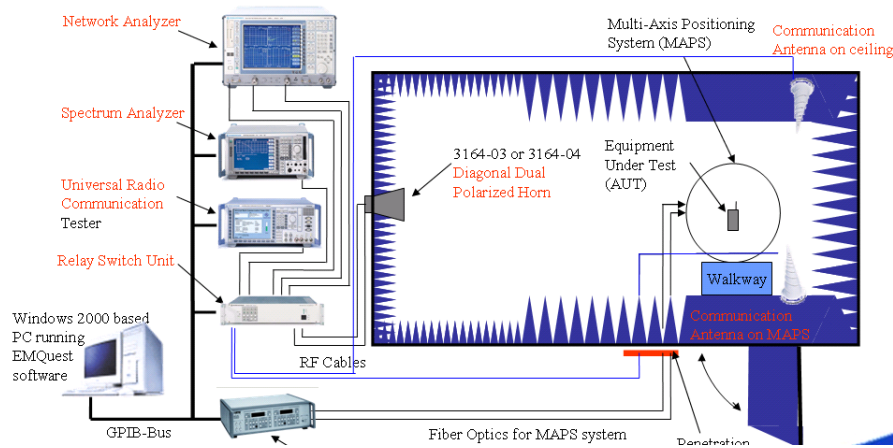 Network Analyzer
Multi-Axis Positioning
System (MAPS)
Communication
Antenna on ceiling
Spectrum Analyzer
3164-03 or 3164-04
Diagonal Dual
Polarized Horn
Equipment
Under Test
(AUT)
Universal Radio
Communication
Tester
Relay Switch Unit
Walkway
Windows 2000 based
PC running
EMQuest
software
Communication
Antenna on MAPS
RF Cables
GPIB-Bus
Fiber Optics for MAPS system
Penetration